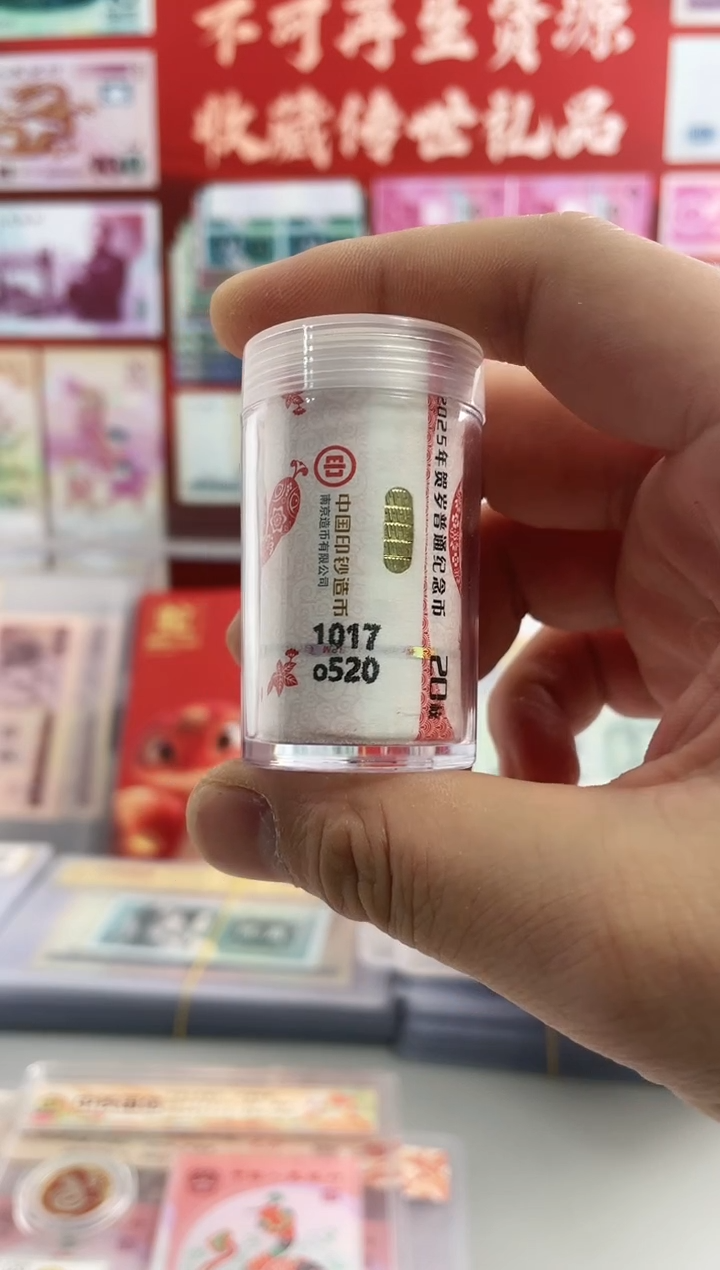 不可再生资源
收藏传世礼品
2025年贺岁普通纪念币
20枚
印
中国印钞造币
南京造币有限公司
1017
o520